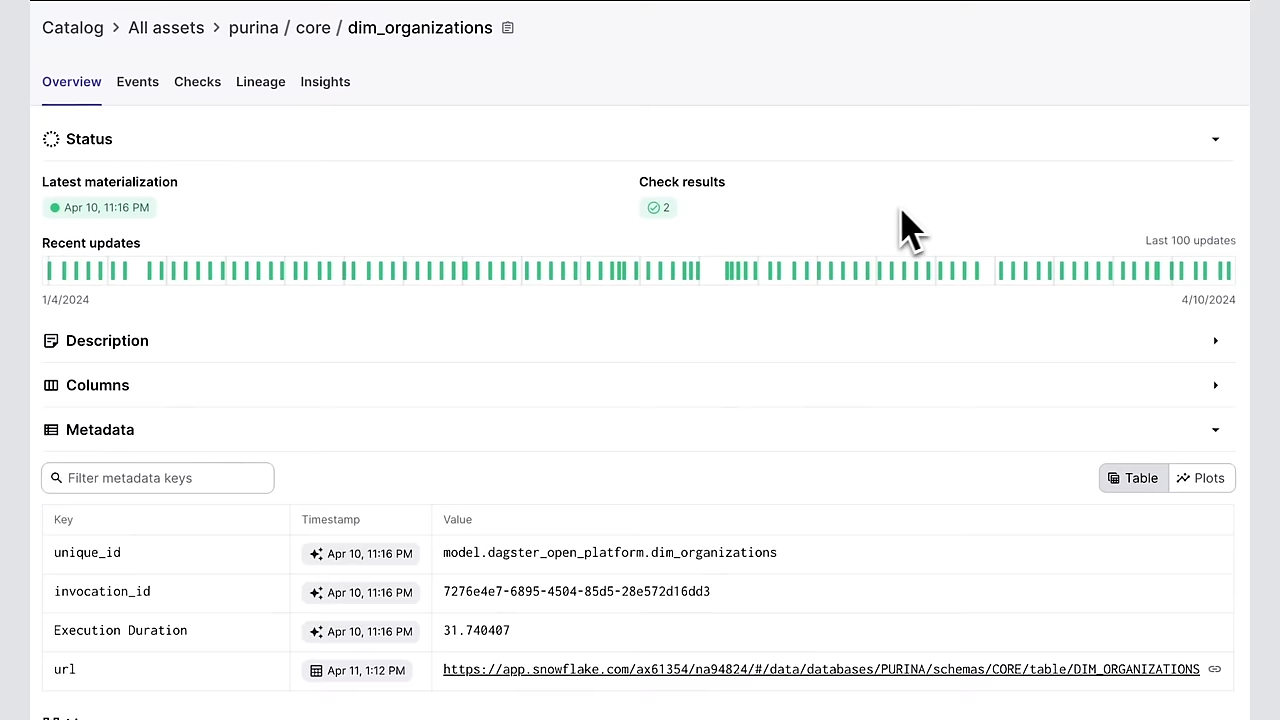 Catalog > All assets > purina / core / dim_organizations
Overview Events Checks Lineage Insights
Status
Latest materialization Check results
Apr 10, 11:16 PM 2
Recent updates Last 100 updates
1/4/2024 4/10/2024
Description
Columns
Metadata
Filter metadata keys Table Plots
Key Timestamp Value
unique_id Apr 10, 11:16 PM model.dagster_open_platform.dim_organizations
invocation_id Apr 10, 11:16 PM 7276e4e7-6895-4504-85d5-28e572d16dd3
Execution Duration Apr 10, 11:16 PM 31.740407
url Apr 11, 1:12 PM https://app.snowflake.com/ax61354/na94824/#/data/databases/PURINA/schemas/CORE/table/DIM_ORGANIZATIONS